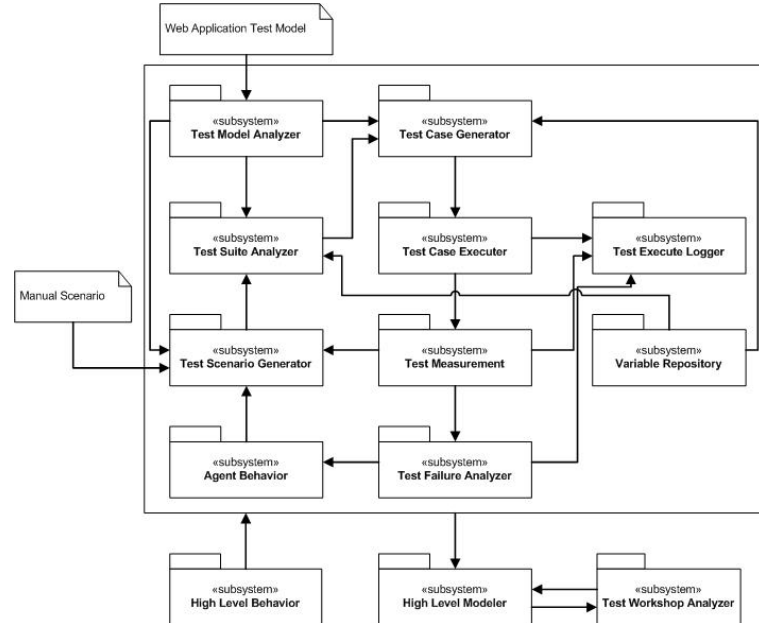 Web Application Test Model
«subsystem»
Test Model Analyzer
«subsystem»
Test Case Generator
«subsystem»
Test Suite Analyzer
«subsystem»
Test Case Executer
«subsystem»
Test Execute Logger
Manual Scenario
«subsystem»
Test Scenario Generator
«subsystem»
Test Measurement
«subsystem»
Variable Repository
«subsystem»
Agent Behavior
«subsystem»
Test Failure Analyzer
«subsystem»
High Level Behavior
«subsystem»
High Level Modeler
«subsystem»
Test Workshop Analyzer